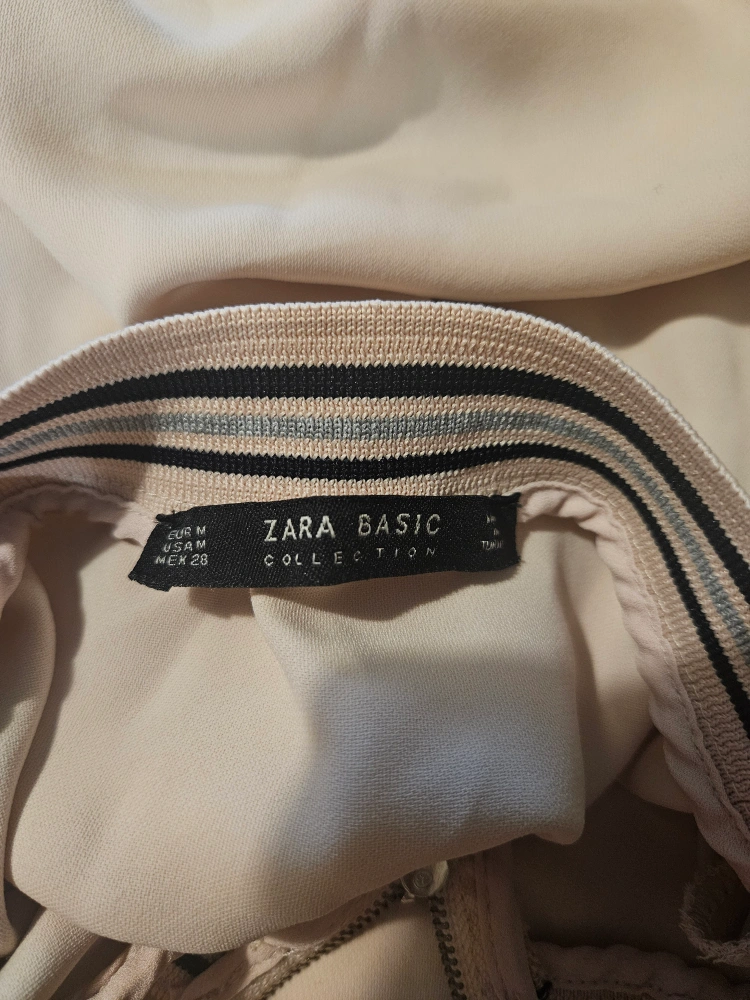 EUR M
USA M
MEX 28
ZARA BASIC
COLLECTION